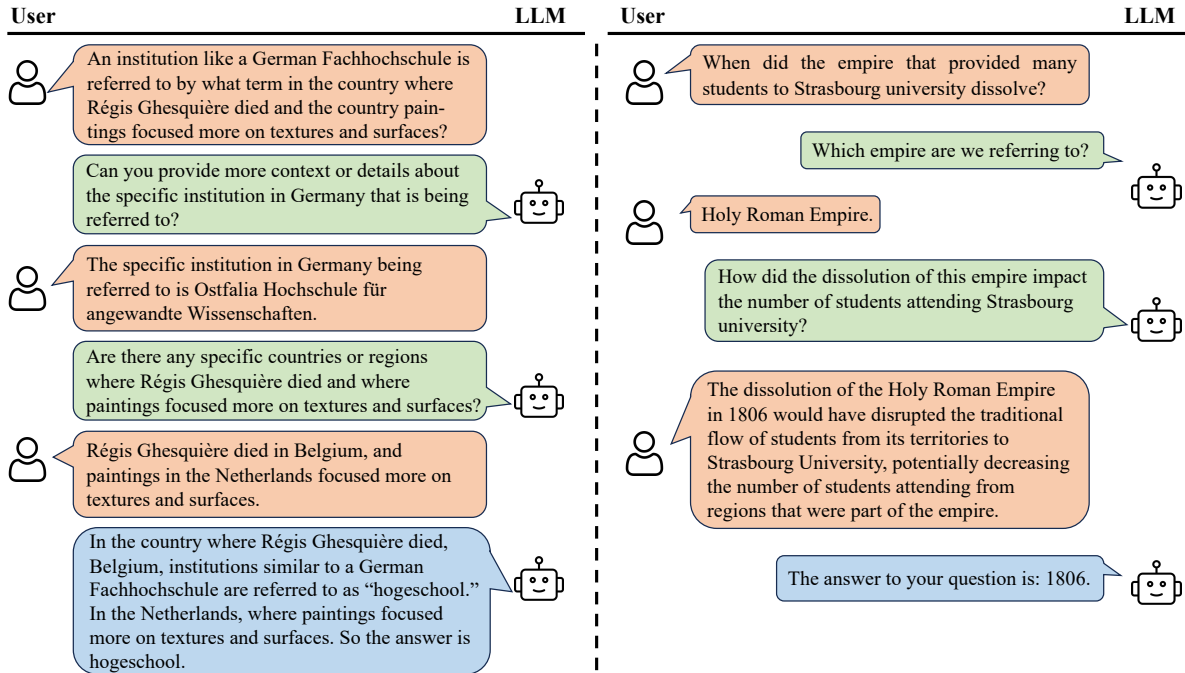 User
LLM
An institution like a German Fachhochschule is
referred to by what term in the country where
Régis Ghesquière died and the country pain-
tings focused more on textures and surfaces?
Can you provide more context or details about
the specific institution in Germany that is being
referred to?
The specific institution in Germany being
referred to is Ostfalia Hochschule für
angewandte Wissenschaften.
Are there any specific countries or regions
where Régis Ghesquière died and where
paintings focused more on textures and surfaces?
Régis Ghesquière died in Belgium, and
paintings in the Netherlands focused more on
textures and surfaces.
In the country where Régis Ghesquière died,
Belgium, institutions similar to a German
Fachhochschule are referred to as “hogeschool.”
In the Netherlands, where paintings focused
more on textures and surfaces. So the answer is
hogeschool.
User
LLM
When did the empire that provided many
students to Strasbourg university dissolve?
Which empire are we referring to?
Holy Roman Empire.
How did the dissolution of this empire impact
the number of students attending Strasbourg
university?
The dissolution of the Holy Roman Empire
in 1806 would have disrupted the traditional
flow of students from its territories to
Strasbourg University, potentially decreasing
the number of students attending from
regions that were part of the empire.
The answer to your question is: 1806.